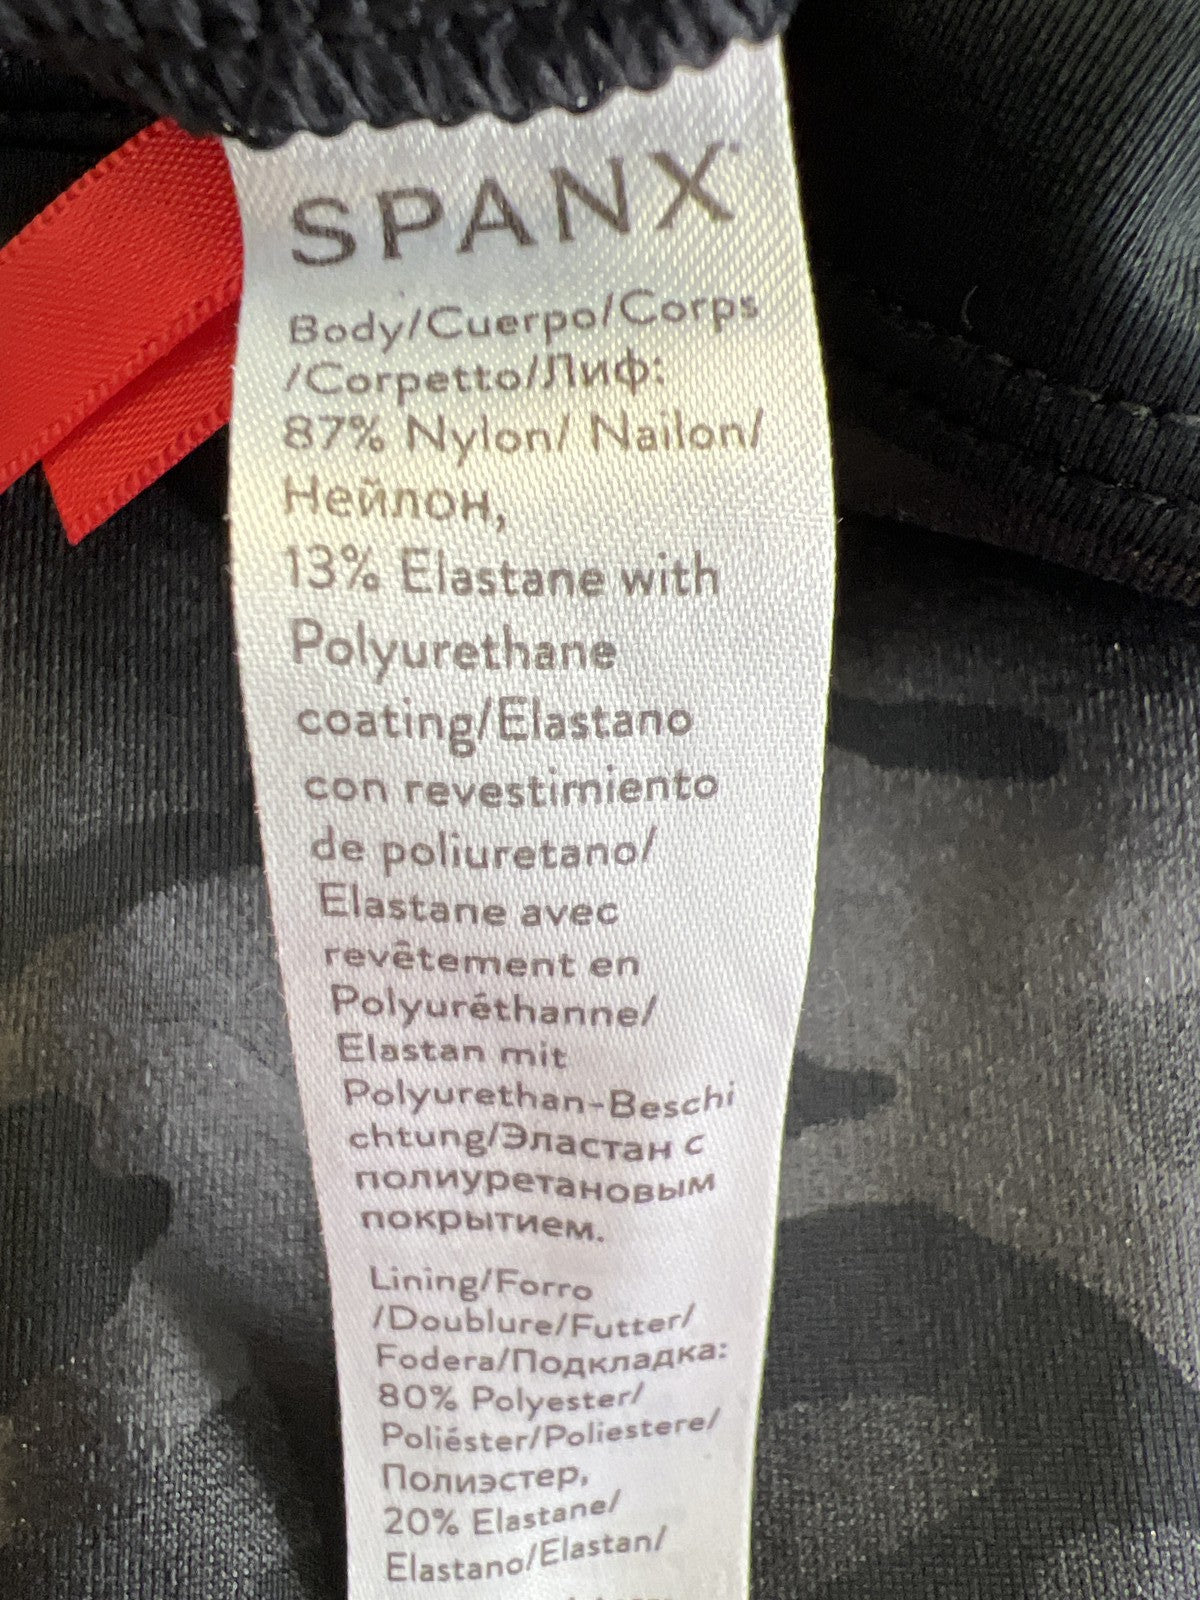 SPANX
Body/Cuerpo/Corps
/Corpetto/Лиф:
87% Nylon/ Nailon/
Нейлон,
13% Elastane with
Polyurethane
coating/Elastano
con revestimiento
de poliuretano/
Elastane avec
revêtement en
Polyuréthanne/
Elastan mit
Polyurethan-Beschi
chtung/Эластан с
полиуретановым
покрытием.
Lining/Forro
/Doublure/Futter/
Fodera/Подкладка:
80% Polyester/
Poliéster/Poliestere/
Полиэстер,
20% Elastane/
Elastano/Elastan/